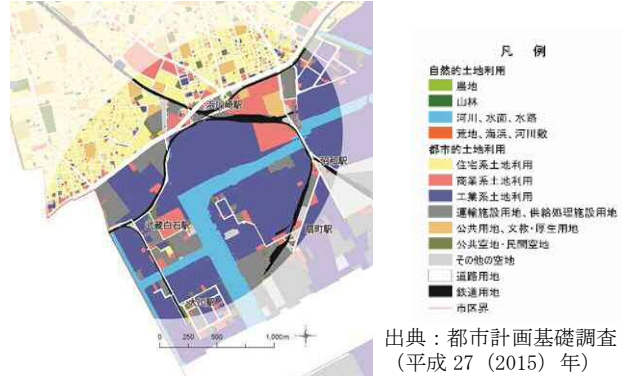 浜川崎駅
昭和駅
武蔵白石駅
扇町駅
大川駅
0 250 500 1,000m
凡 例
自然的土地利用
農地
山林
河川、水面、水路
荒地、海浜、河川敷
都市的土地利用
住宅系土地利用
商業系土地利用
工業系土地利用
運輸施設用地、供給処理施設用地
公共用地、文教・厚生用地
公共空地・民間空地
その他の空地
道路用地
鉄道用地
市区界
出典:都市計画基礎調査
(平成 27(2015)年)